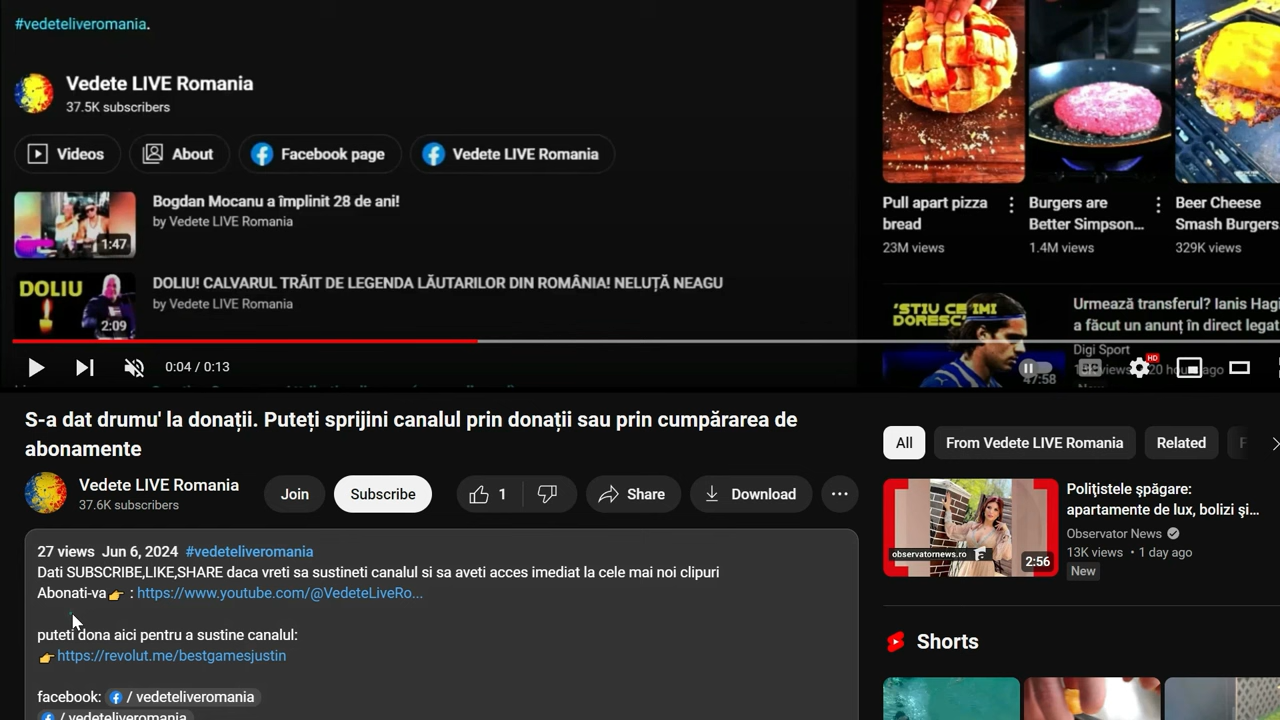 #vedeteliveromania.
Vedete LIVE Romania
37.5K subscribers
Videos
About
Facebook page
Vedete LIVE Romania
Bogdan Mocanu a împlinit 28 de ani!
by Vedete LIVE Romania
1:47
DOLIU! CALVARUL TRĂIT DE LEGENDA LĂUTARILOR DIN ROMÂNIA! NELUȚĂ NEAGU
by Vedete LIVE Romania
DOLIU
2:09
0:04 / 0:13
Pull apart pizza
bread
23M views
Burgers are
Better Simpson...
1.4M views
Beer Cheese
Smash Burgers
329K views
'STIU CE IMI
DORESC'
Urmează transferul? Ianis Hagi
a făcut un anunț în direct legat
Digi Sport
20 hours ago
47:58
HD
S-a dat drumu' la donații. Puteți sprijini canalul prin donații sau prin cumpărarea de
abonamente
Vedete LIVE Romania
37.6K subscribers
Join
Subscribe
1
Share
Download
27 views Jun 6, 2024 #vedeteliveromania
Dati SUBSCRIBE,LIKE,SHARE daca vreti sa sustineti canalul si sa aveti acces imediat la cele mai noi clipuri
Abonati-va👉 : https://www.youtube.com/@VedeteLiveRo...
puteti dona aici pentru a sustine canalul:
👉https://revolut.me/bestgamesjustin
facebook: / vedeteliveromania
/ vedeteliveromania
All
From Vedete LIVE Romania
Related
F
Polițistele șpăgare:
apartamente de lux, bolizi și...
Observator News
13K views • 1 day ago
New
observatornews.ro
2:56
Shorts